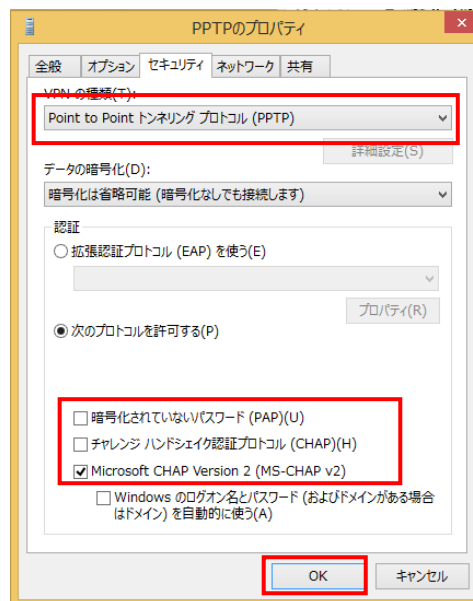 PPTPのプロパティ
全般 オプション セキュリティ ネットワーク 共有
VPN の種類(T):
Point to Point トンネリング プロトコル (PPTP)
詳細設定(S)
データの暗号化(D):
暗号化は省略可能 (暗号化なしでも接続します)
認証
拡張認証プロトコル (EAP) を使う(E)
プロパティ(R)
次のプロトコルを許可する(P)
暗号化されていないパスワード (PAP)(U)
チャレンジ ハンドシェイク認証プロトコル (CHAP)(H)
Microsoft CHAP Version 2 (MS-CHAP v2)
Windows のログオン名とパスワード (およびドメインがある場合
はドメイン) を自動的に使う(A)
OK キャンセル